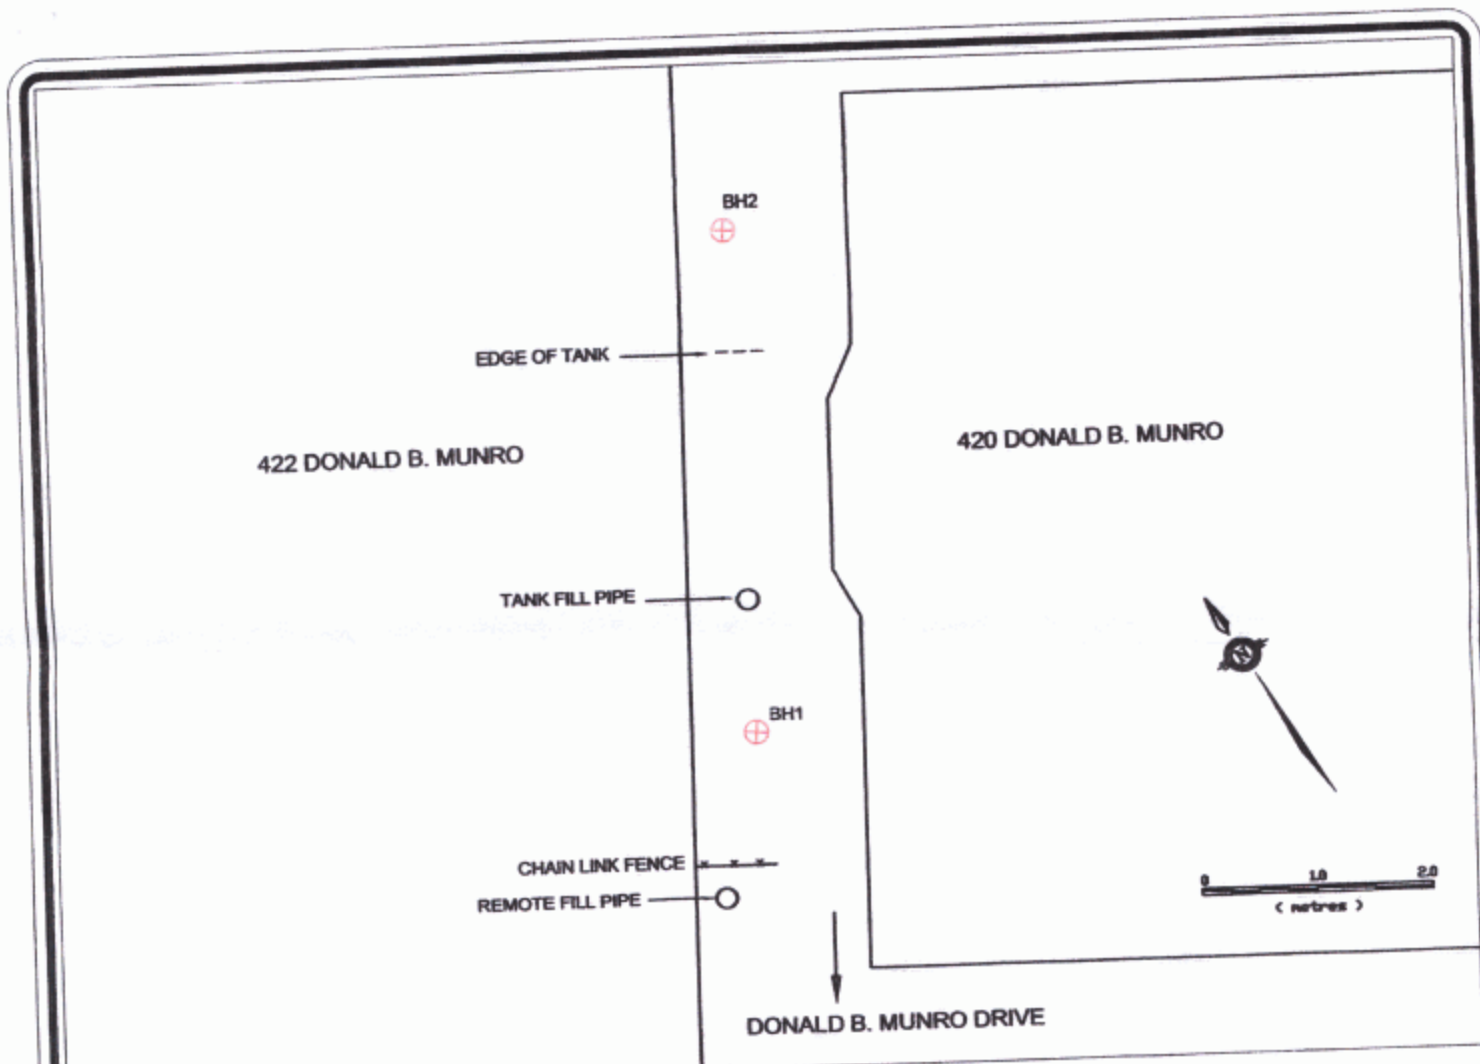 BH2
EDGE OF TANK
422 DONALD B. MUNRO
420 DONALD B. MUNRO
TANK FILL PIPE
N
BH1
CHAIN LINK FENCE
REMOTE FILL PIPE
0 1.0 2.0
( metres )
DONALD B. MUNRO DRIVE